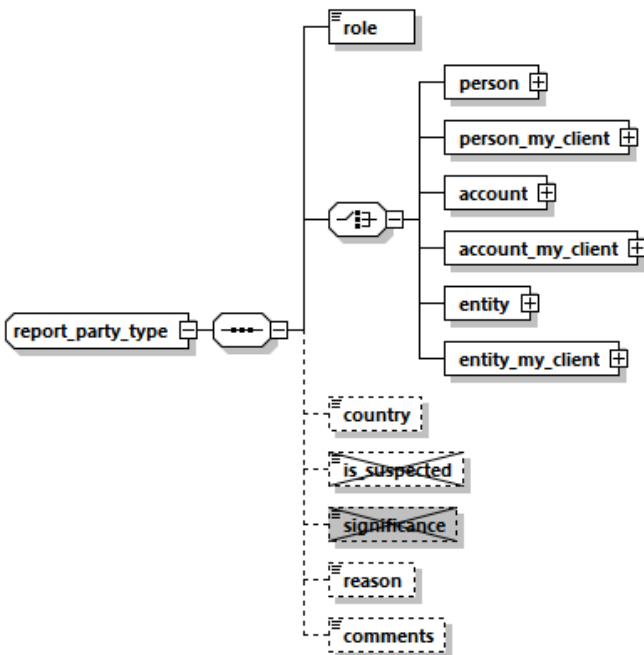 role
person
person_my_client
account
account_my_client
report_party_type
entity
entity_my_client
country
is_suspected
significance
reason
comments